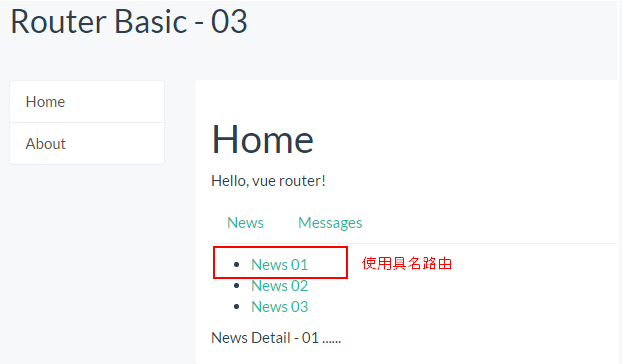 Router Basic - 03
Home
About
Home
Hello, vue router!
News Messages
News 01 使用具名路由
News 02
News 03
News Detail - 01 ......